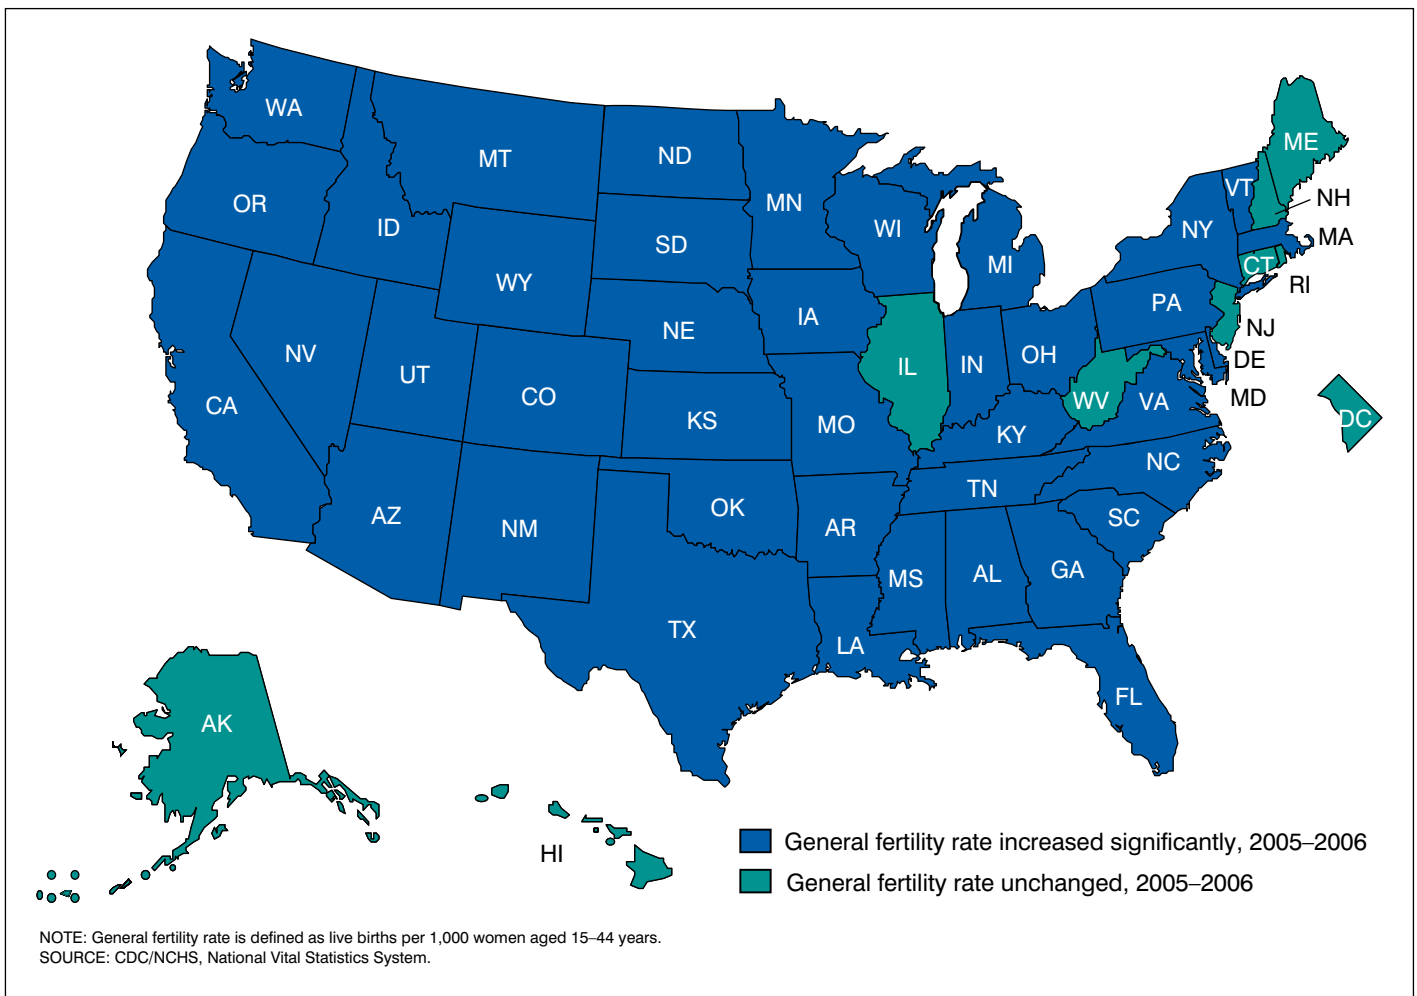 WA
MT
ND
MN
OR
ID
SD
WI
WY
MI
NY
VT
ME
NH
MA
CT
RI
PA
NJ
DE
MD
DC
IA
NE
NV
UT
CO
CA
IL
IN
OH
WV
VA
KS
MO
KY
NC
TN
AZ
NM
OK
AR
SC
MS
AL
GA
TX
LA
FL
AK
HI
General fertility rate increased significantly, 2005–2006
General fertility rate unchanged, 2005–2006
NOTE: General fertility rate is defined as live births per 1,000 women aged 15–44 years.
SOURCE: CDC/NCHS, National Vital Statistics System.